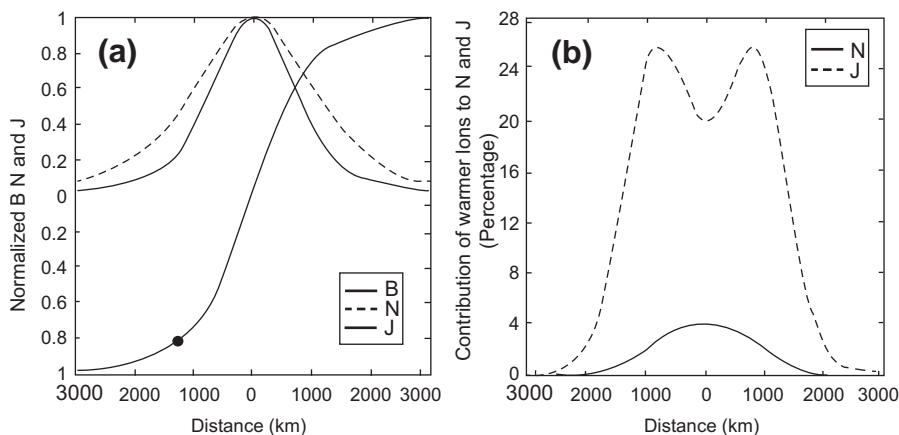 (a)
Normalized B N and J
1
0.8
0.6
0.4
0.2
0
0.2
0.4
0.6
0.8
1
B
N
J
3000 2000 1000 0 1000 2000 3000
Distance (km)
(b)
Contribution of warmer Ions to N and J
(Percentage)
28
24
20
16
12
8
4
0
N
J
3000 2000 1000 0 1000 2000 3000
Distance (km)